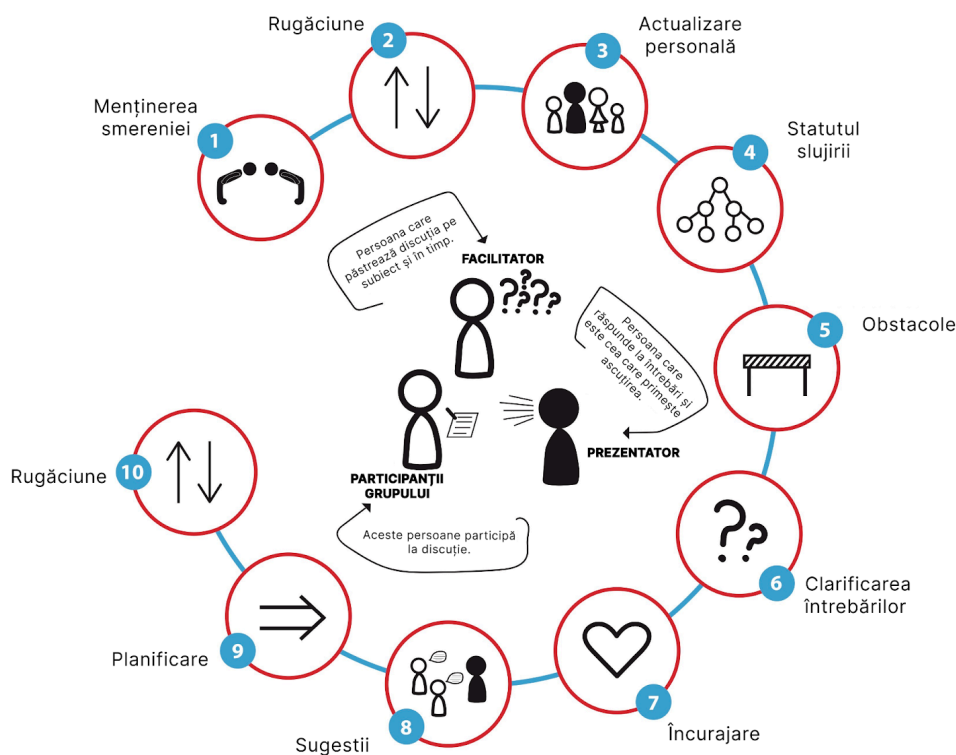 1
Menținerea
smereniei
2
Rugăciune
3
Actualizare
personală
4
Statutul
slujirii
5
Obstacole
6
Clarificarea
întrebărilor
7
Încurajare
8
Sugestii
9
Planificare
10
Rugăciune
Persoana care
păstrează discuția pe
subiect și în timp.
FACILITATOR
????
?
Persoana care
răspunde la întrebări și
este cea care primește
ascuțirea.
PREZENTATOR
PARTICIPANȚII
GRUPULUI
Aceste persoane participă
la discuție.
??